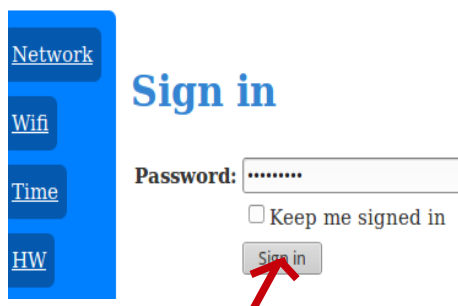 Network
Wifi
Time
HW
Sign in
Password: •••••••••
Keep me signed in
Sign in